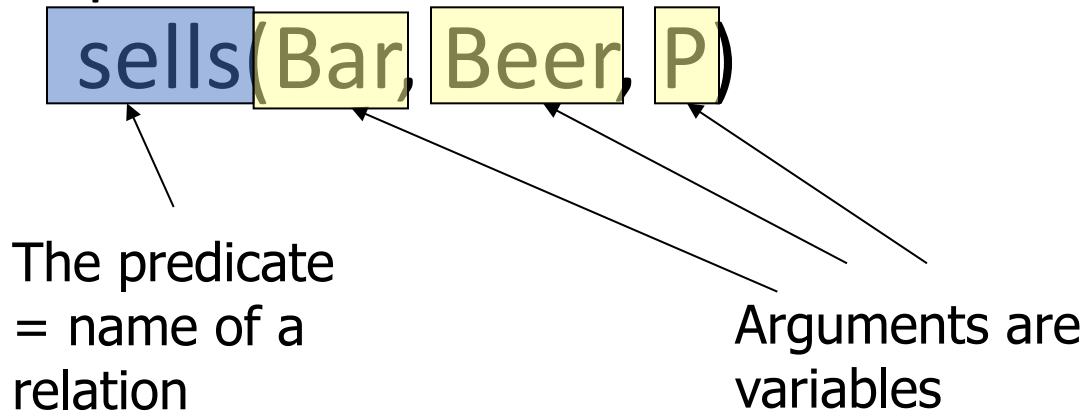 sells(Bar, Beer, P)
The predicate
= name of a
relation
Arguments are
variables